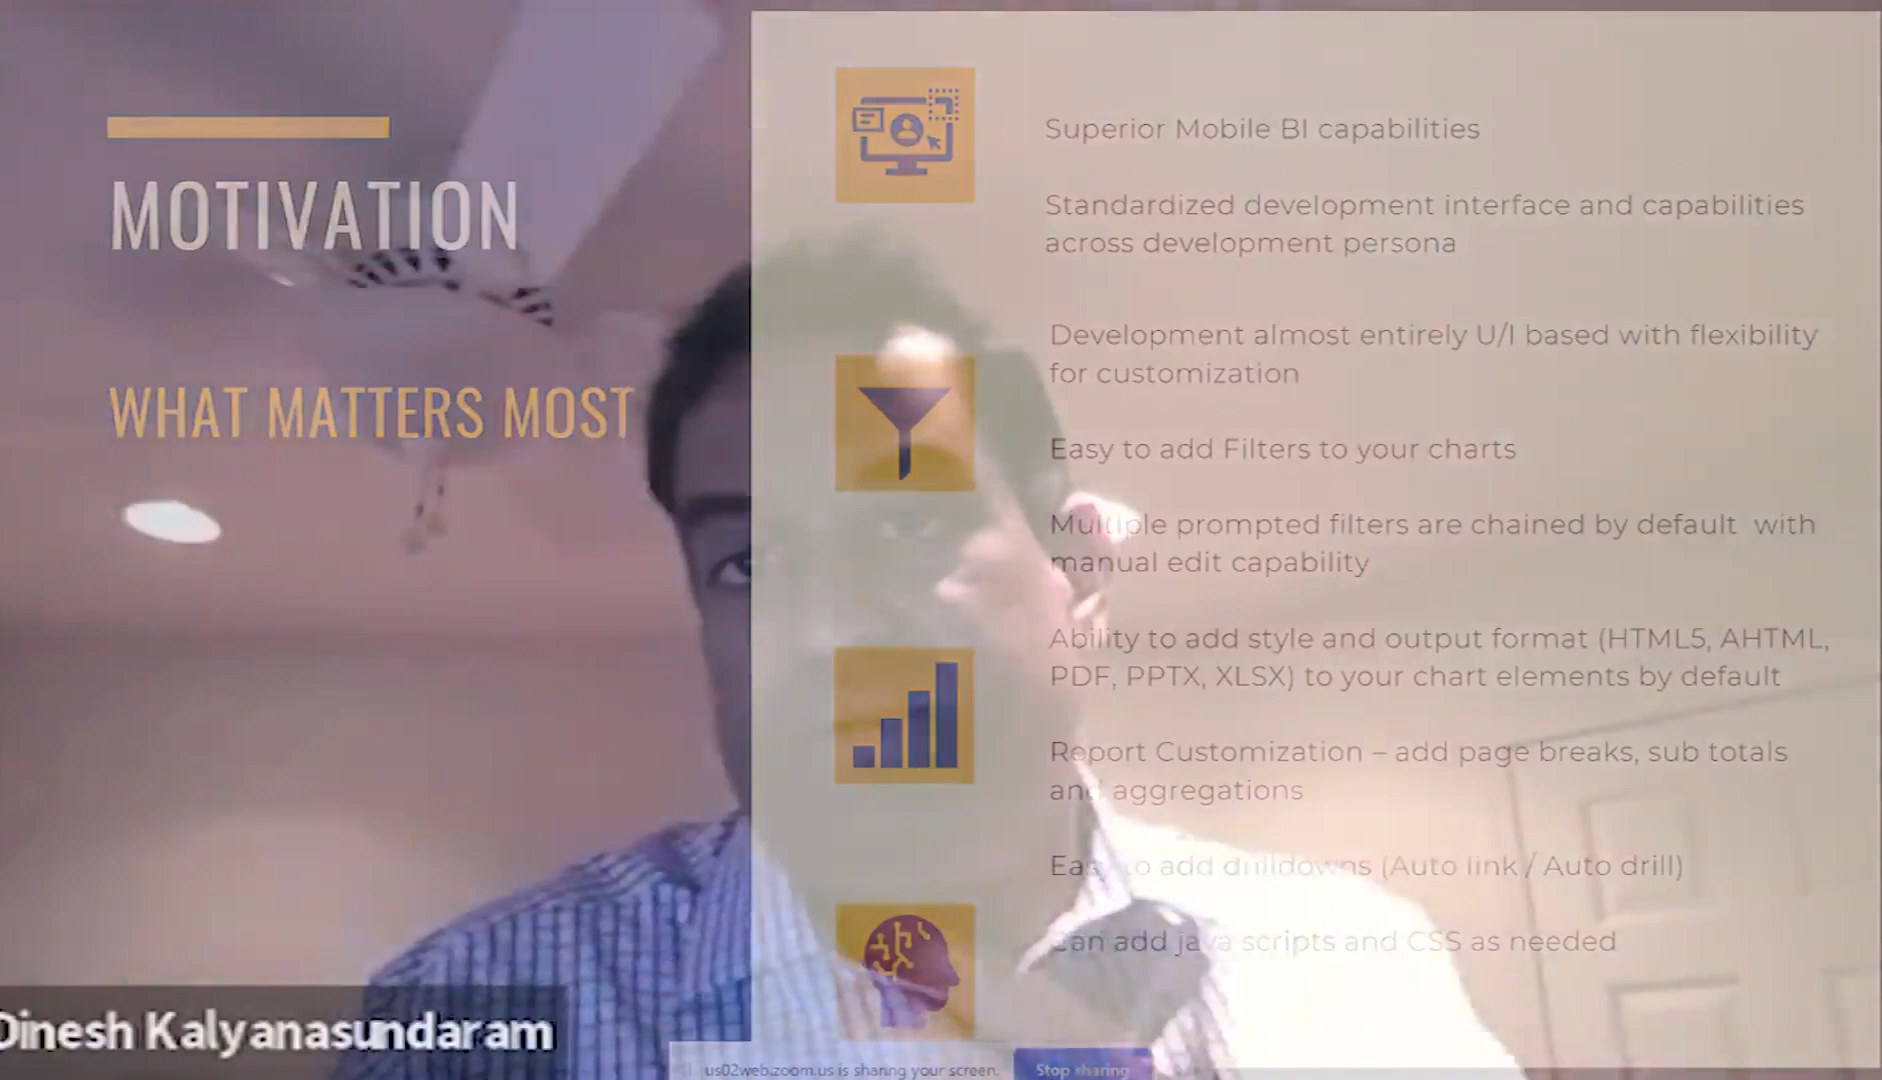 MOTIVATION
WHAT MATTERS MOST
Superior Mobile BI capabilities
Standardized development interface and capabilities
across development persona
Development almost entirely U/I based with flexibility
for customization
Easy to add Filters to your charts
Multiple prompted filters are chained by default with
manual edit capability
Ability to add style and output format (HTML5, AHTML,
PDF, PPTX, XLSX) to your chart elements by default
Report Customization – add page breaks, sub totals
and aggregations
Easy to add drilldowns (Auto link / Auto drill)
Can add java scripts and CSS as needed
Dinesh Kalyanasundaram
us02web.zoom.us is sharing your screen.
Stop sharing